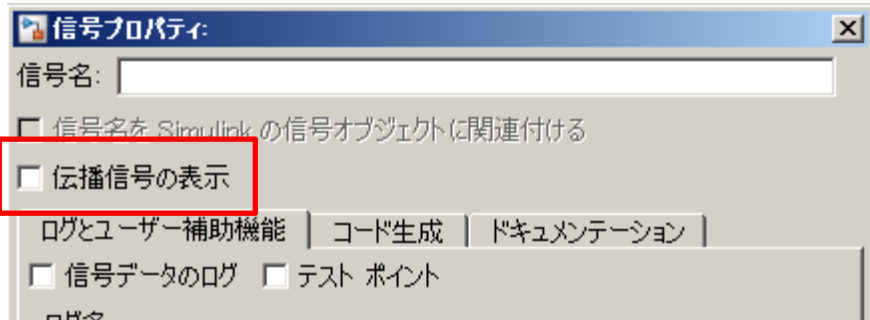 信号プロパティ:
信号名:
信号名を Simulink の信号オブジェクトに関連付ける
伝播信号の表示
ログとユーザー補助機能 コード生成 ドキュメンテーション
信号データのログ テスト ポイント
ログ名